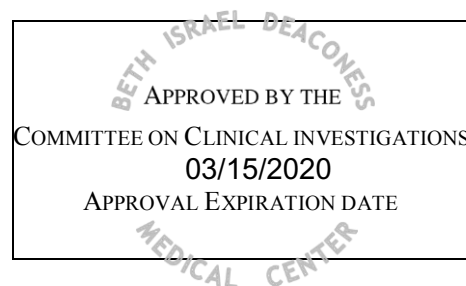 BETH ISRAEL DEACONESS
APPROVED BY THE
COMMITTEE ON CLINICAL INVESTIGATIONS
03/15/2020
APPROVAL EXPIRATION DATE
MEDICAL CENTER